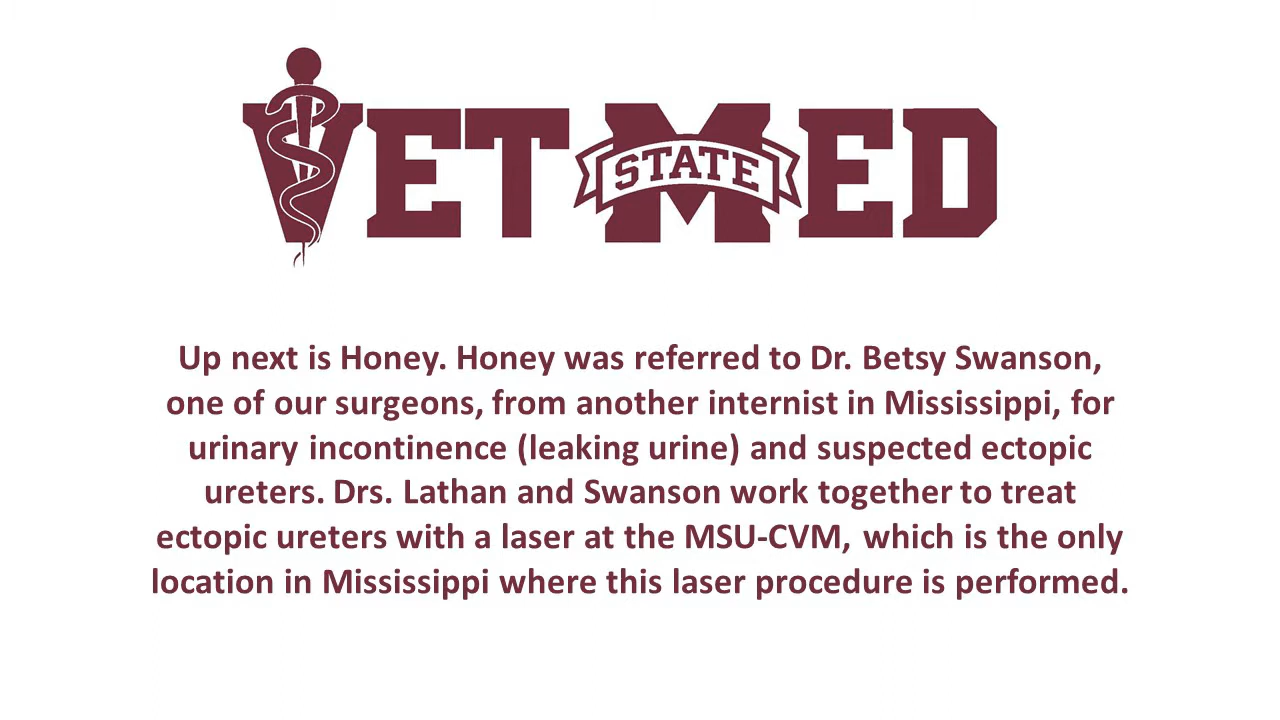 VET MED
STATE
Up next is Honey. Honey was referred to Dr. Betsy Swanson,
one of our surgeons, from another internist in Mississippi, for
urinary incontinence (leaking urine) and suspected ectopic
ureters. Drs. Lathan and Swanson work together to treat
ectopic ureters with a laser at the MSU-CVM, which is the only
location in Mississippi where this laser procedure is performed.